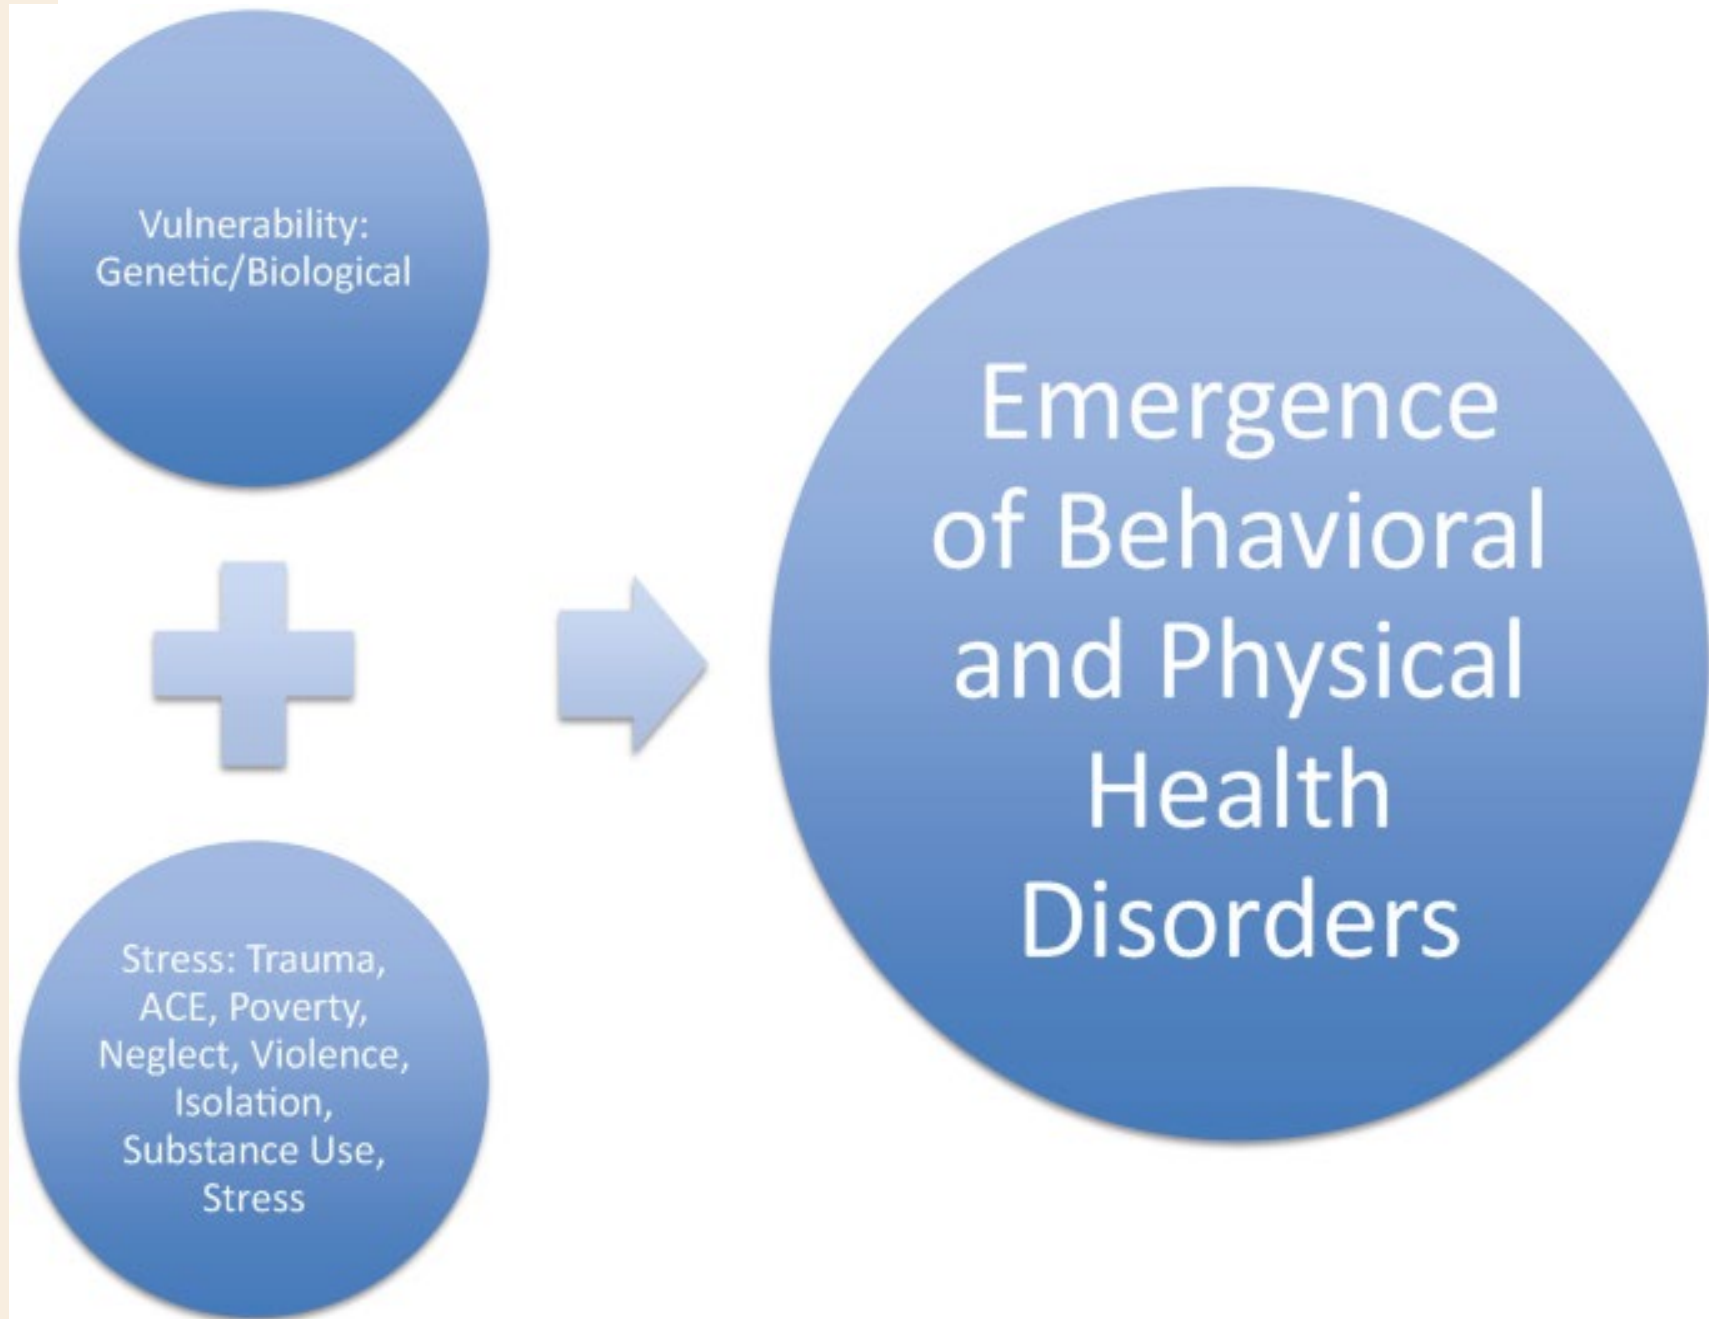 Vulnerability:
Genetic/Biological
Stress: Trauma,
ACE, Poverty,
Neglect, Violence,
Isolation,
Substance Use,
Stress
Emergence
of Behavioral
and Physical
Health
Disorders